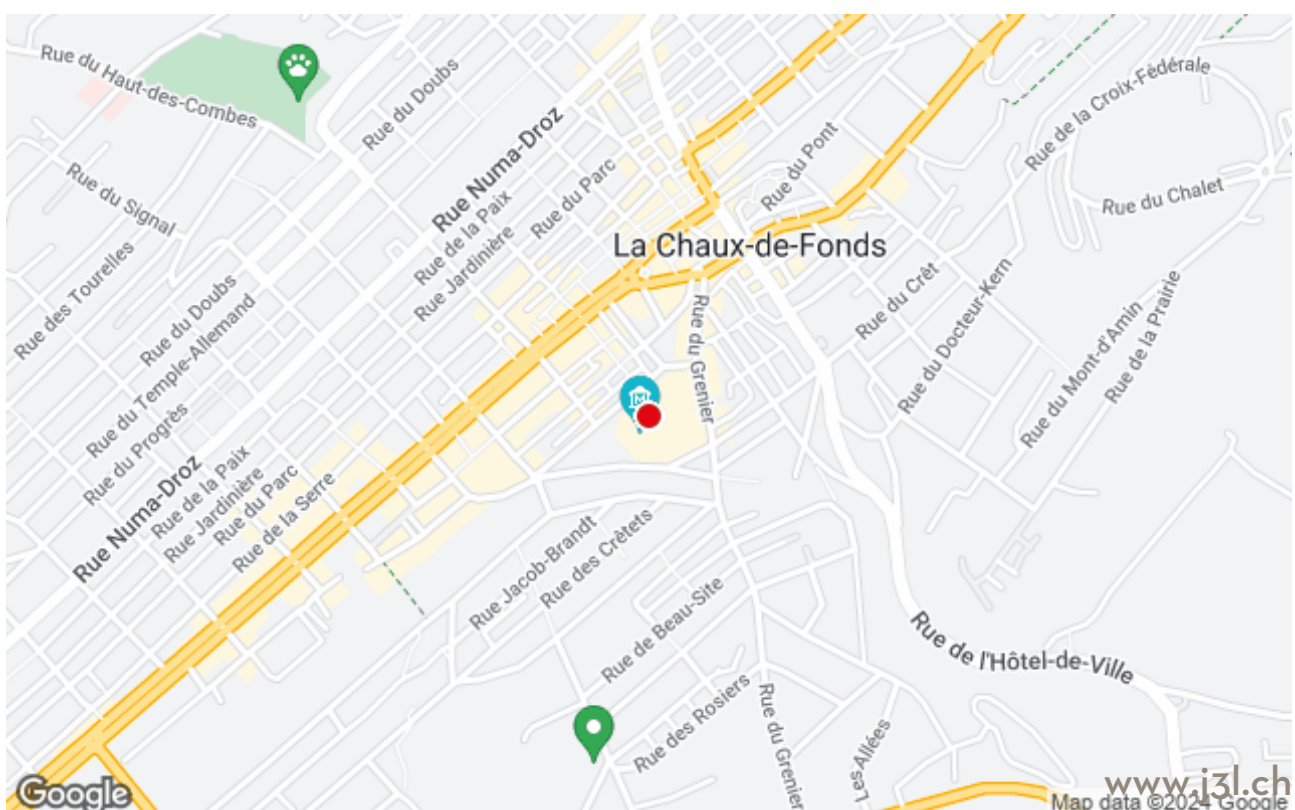 Rue du Haut-des-Combes
Rue du Doubs
Rue Numa-Droz
Rue du Parc
Rue du Pont
Rue de la Croix-Fédérale
Rue du Signal
Rue de la Paix
Rue du Chalet
Rue Jardinière
La Chaux-de-Fonds
Rue des Tourelles
Rue du Doubs
Rue du Temple-Allemand
Rue du Crêt
Rue du Docteur-Kern
Rue du Grenier
Rue du Mont-d'Amin
Rue de la Prairie
Rue du Progrès
Rue de la Paix
Rue Jardinière
Rue du Parc
Rue de la Serre
Rue Numa-Droz
Rue Jacob-Brandt
Rue des Crêtets
Rue de Beau-Site
Rue de l'Hôtel-de-Ville
Rue des Rosiers
Rue du Grenier
Les Allées
Google
www.j3l.ch
Map data ©2024 Google